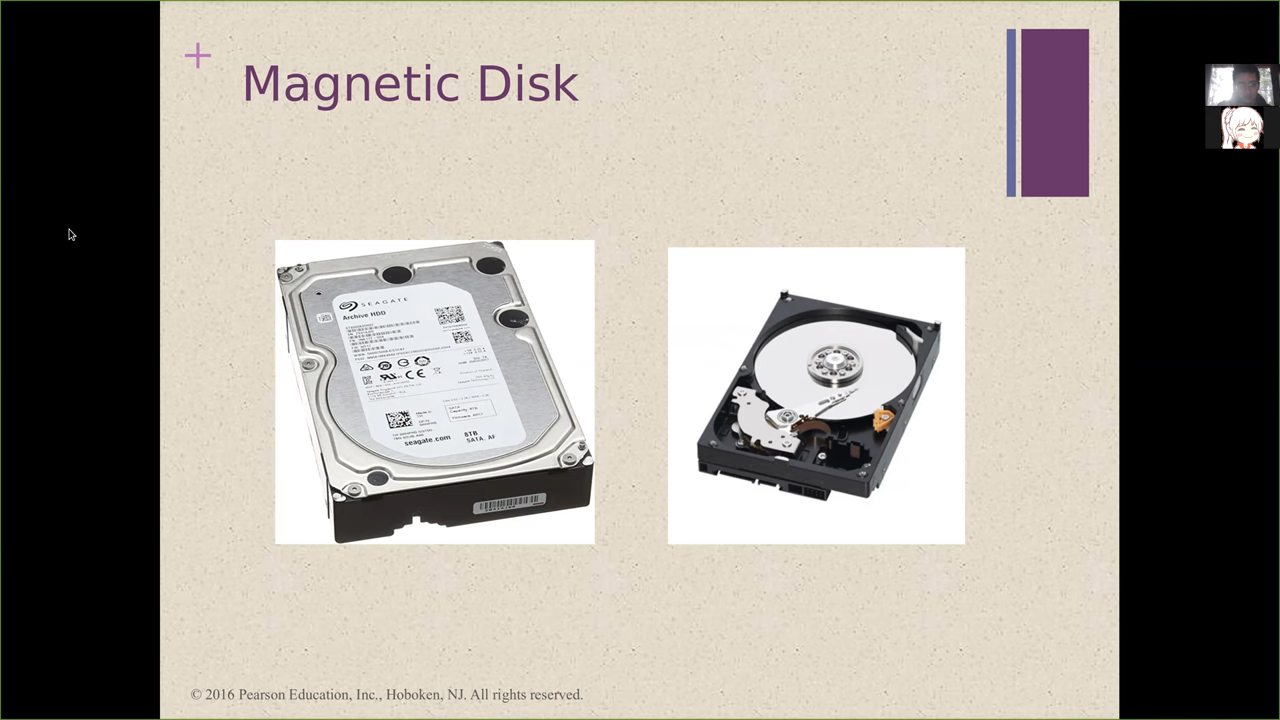 +
Magnetic Disk
SEAGATE
Archive HDD
seagate.com
8TB
SATA, AF
© 2016 Pearson Education, Inc., Hoboken, NJ. All rights reserved.